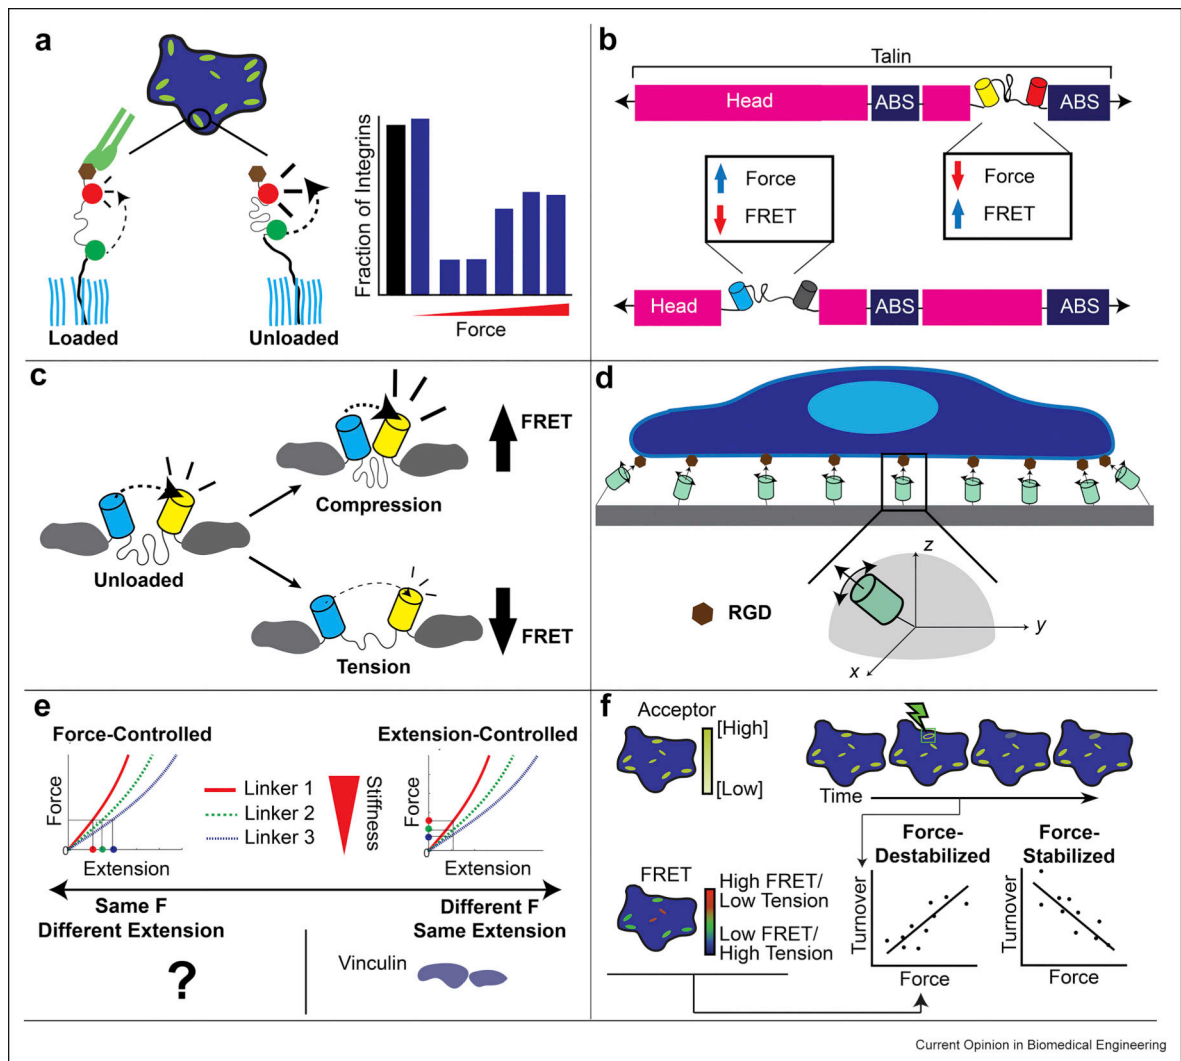 a
Loaded
Unloaded
Fraction of Integrins
Force
b
Talin
Head
ABS
ABS
Force
FRET
Force
FRET
Head
ABS
ABS
c
Unloaded
FRET
Compression
FRET
Tension
d
RGD
z
y
x
e
Force-Controlled
Force
0
Extension
Linker 1
Linker 2
Linker 3
Stiffness
Extension-Controlled
Force
0
Extension
Same F
Different Extension
Different F
Same Extension
?
Vinculin
f
Acceptor
[High]
[Low]
Time
FRET
High FRET/
Low Tension
Low FRET/
High Tension
Force-
Destabilized
Turnover
Force
Force-
Stabilized
Turnover
Force
Current Opinion in Biomedical Engineering